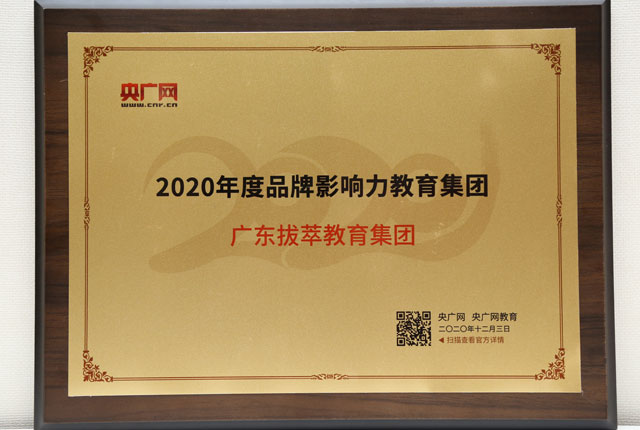 央广网
www.cnr.cn
2020年度品牌影响力教育集团
广东拔萃教育集团
央广网 央广网教育
二〇二〇年十二月三日
◀ 扫描查看官方详情